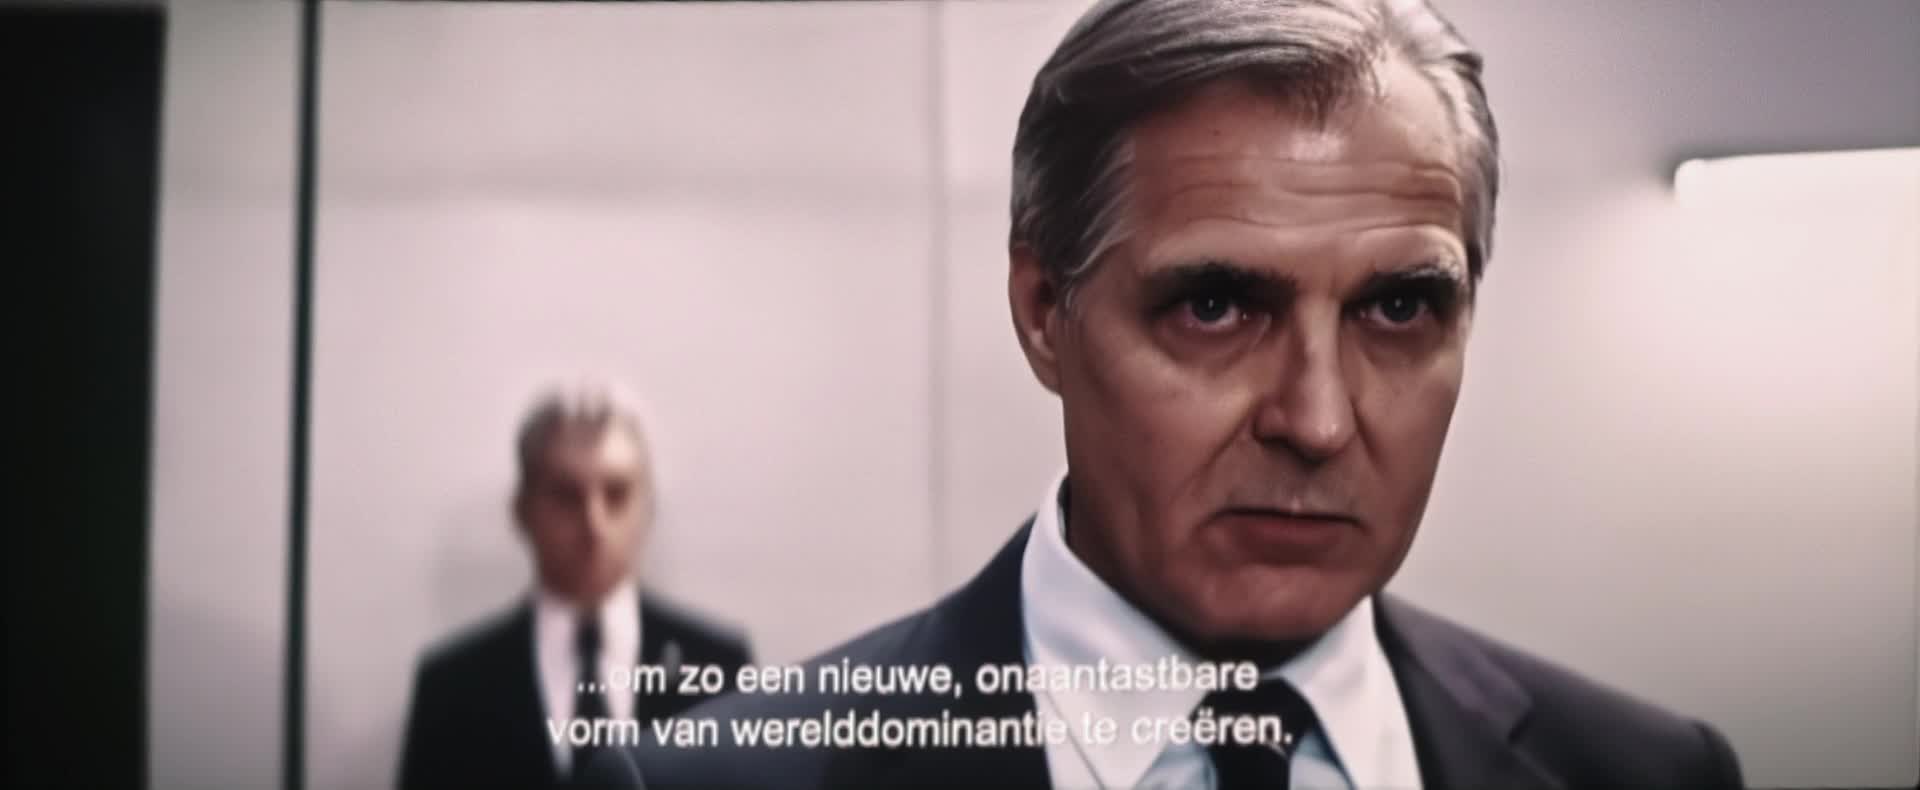 ...om zo een nieuwe, onaantastbare
vorm van werelddominantie te creëren.